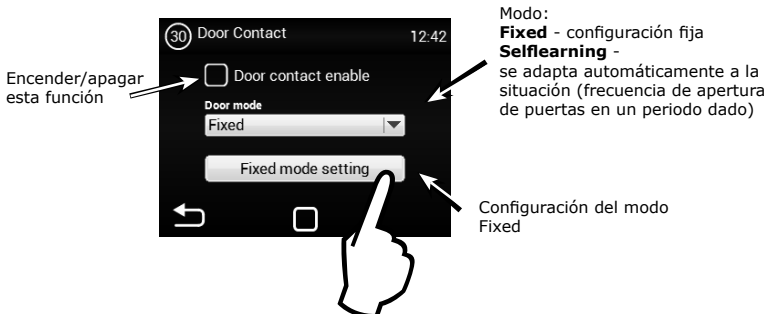 30 Door Contact 12:42
Door contact enable
Door mode
Fixed
Fixed mode setting
Encender/apagar
esta función
Modo:
Fixed - configuración fija
Selflearning -
se adapta automáticamente a la
situación (frecuencia de apertura
de puertas en un periodo dado)
Configuración del modo
Fixed